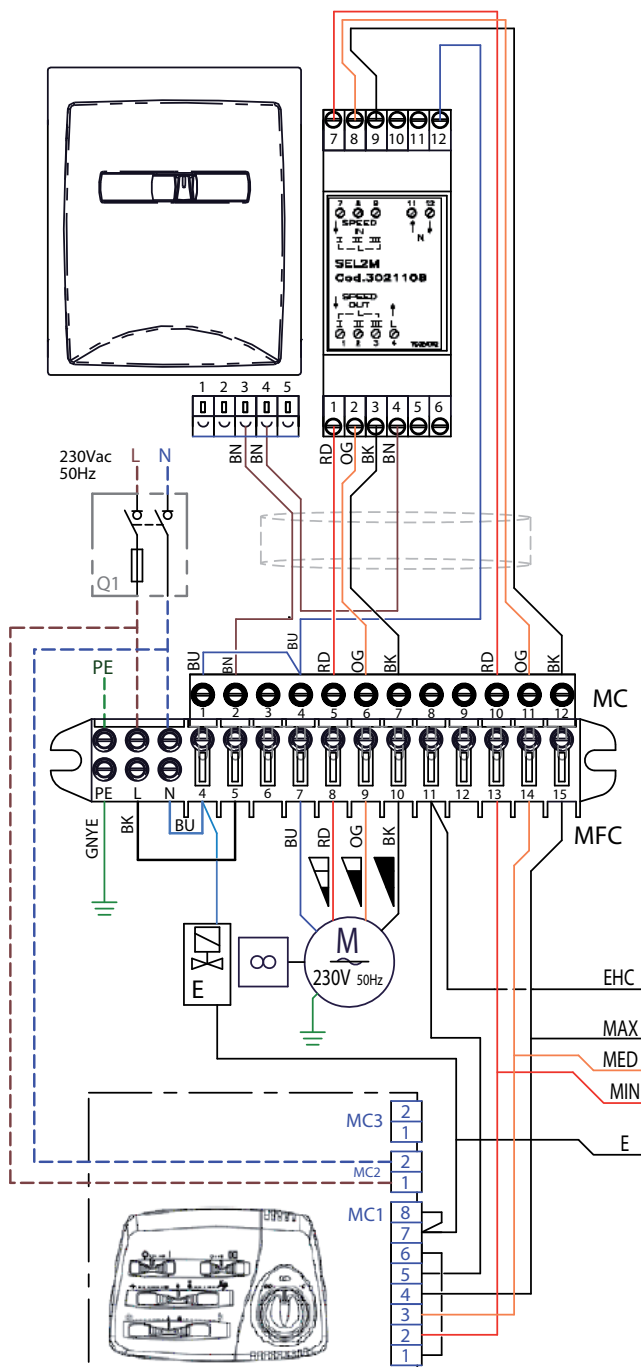 7 8 9 10 11 12
7 8 9 11 12
SPEED
IN
N
I II III
L
SEL2M
Cod.3021108
SPEED
OUT
L
I II III L
1 2 3 4
1 2 3 4 5
1 2 3 4 5 6
BN BN RD OG BK BN
230Vac L N
50Hz
Q1
PE
BU BN BU RD OG BK RD OG BK
1 2 3 4 5 6 7 8 9 10 11 12 MC
PE L N 4 5 6 7 8 9 10 11 12 13 14 15
MFC
GNYE BK BU BU RD OG BK
M
230V 50Hz
E
8
EHC
MAX
MED
MIN
E
MC3 2
1
MC2 2
1
MC1 8
7
6
5
4
3
2
1